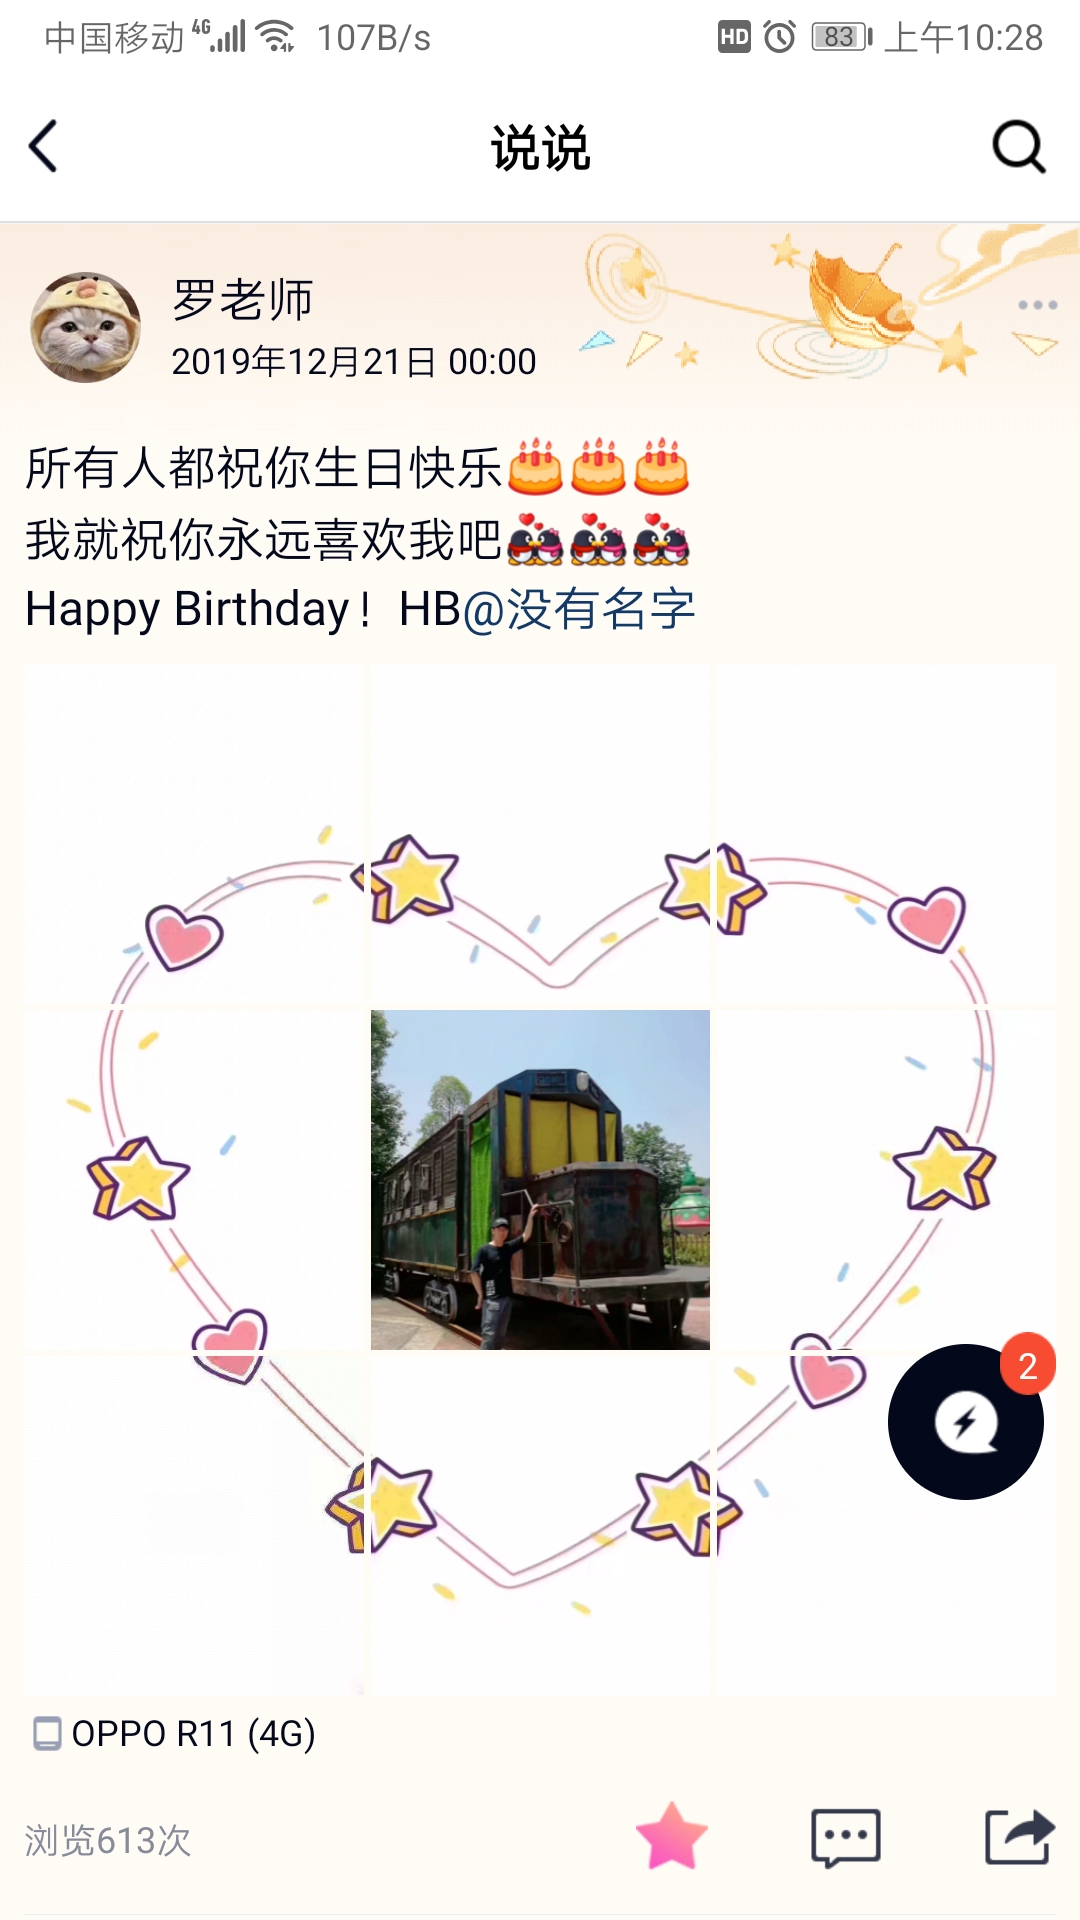 中国移动 4G 107B/s HD 83 上午10:28
说说
罗老师
2019年12月21日 00:00
所有人都祝你生日快乐🎂🎂🎂
我就祝你永远喜欢我吧
Happy Birthday！HB@没有名字
2
OPPO R11 (4G)
浏览613次